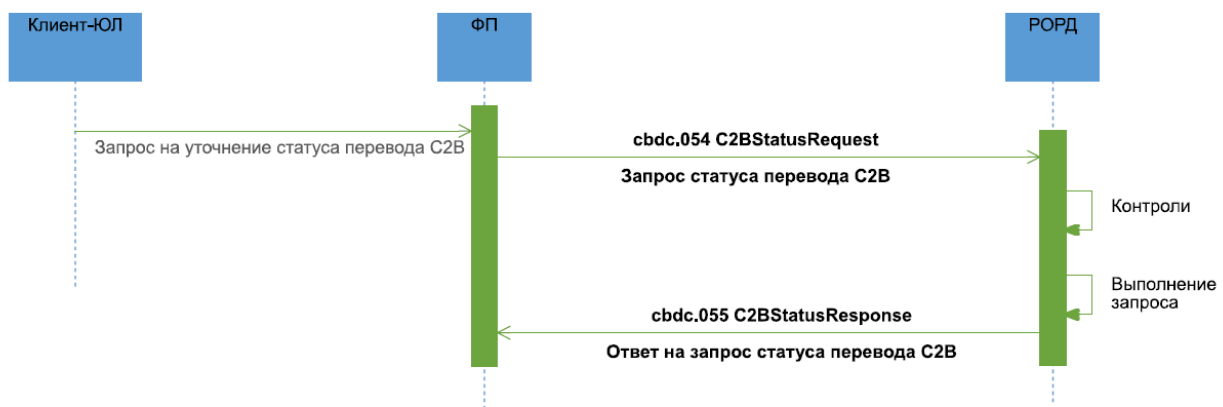 Клиент-ЮЛ
ФП
РОРД
Запрос на уточнение статуса перевода C2B
cbdc.054 C2BStatusRequest
Запрос статуса перевода C2B
Контроли
Выполнение
запроса
cbdc.055 C2BStatusResponse
Ответ на запрос статуса перевода C2B